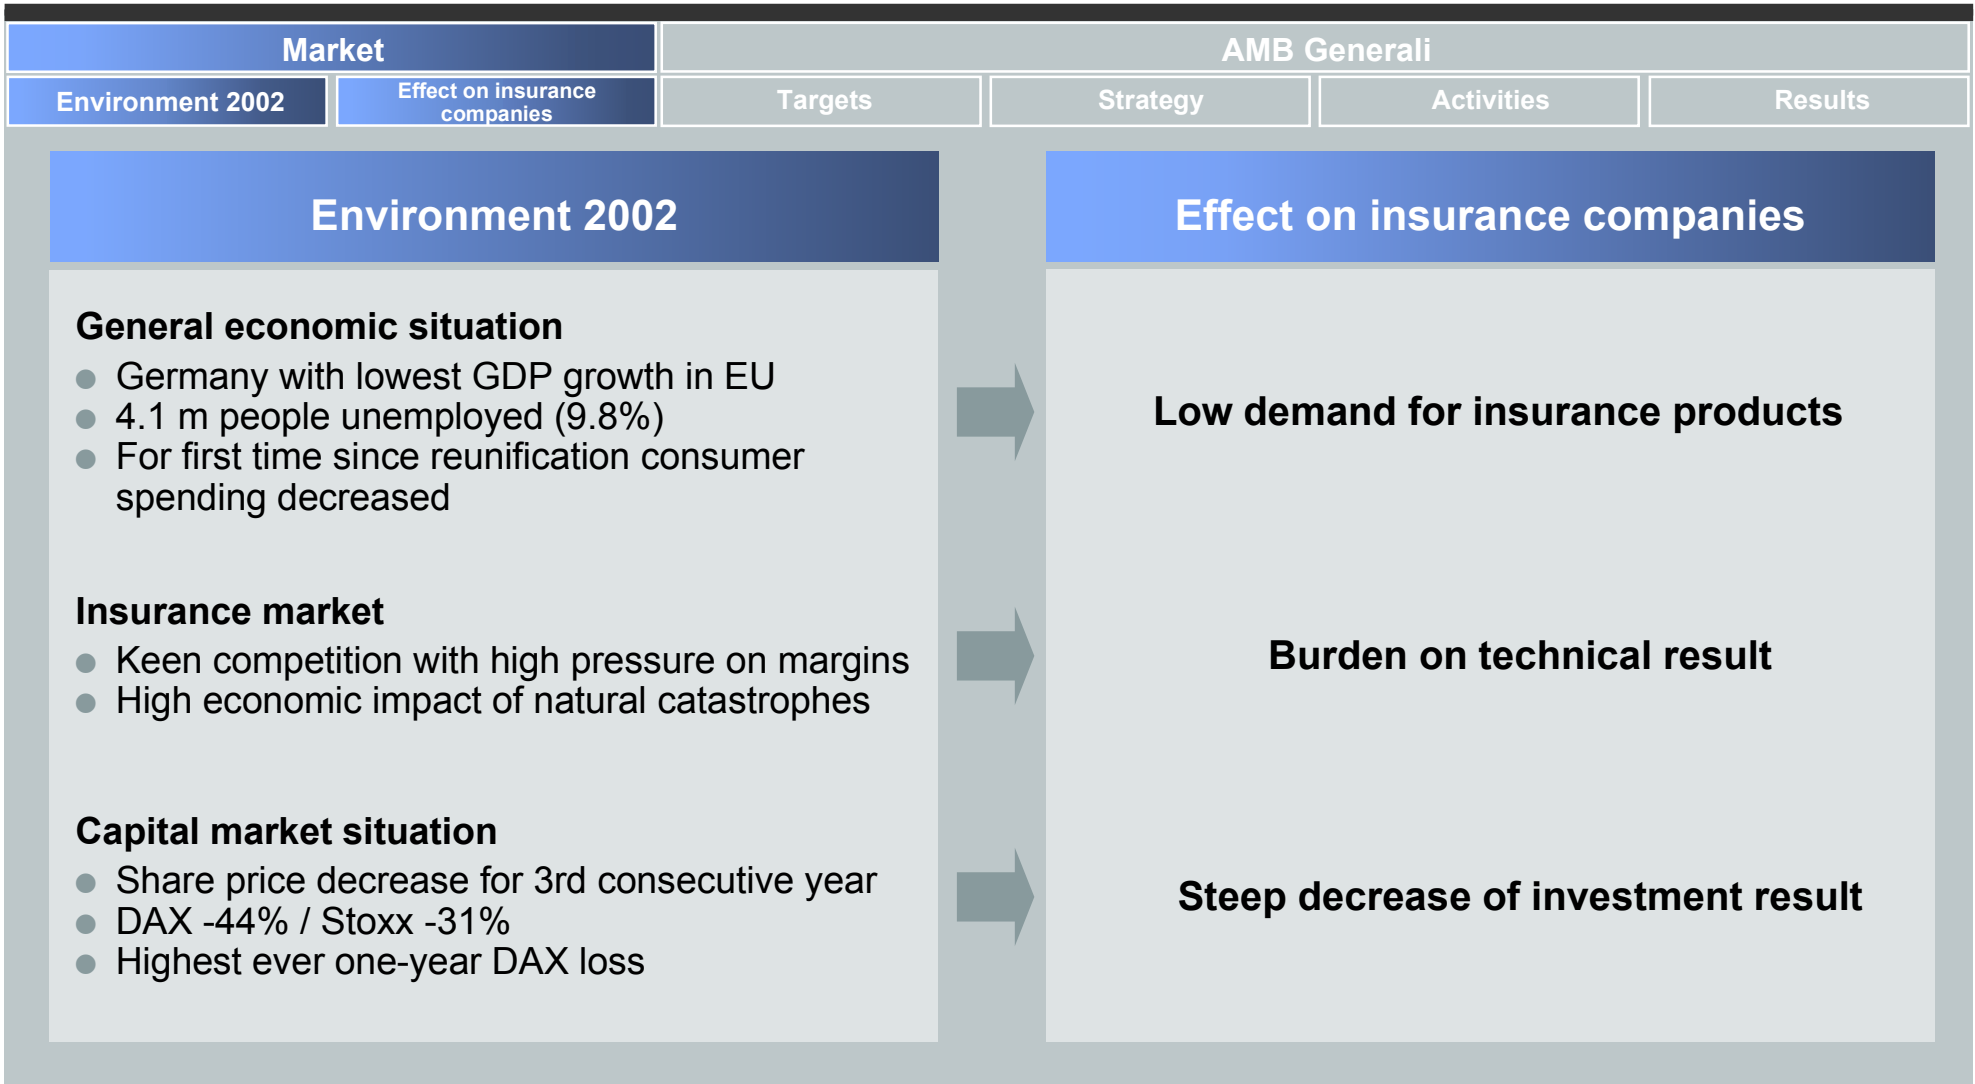 Market
AMB Generali
Environment 2002
Effect on insurance
companies
Targets
Strategy
Activities
Results
Environment 2002
Effect on insurance companies
General economic situation
Germany with lowest GDP growth in EU
4.1 m people unemployed (9.8%)
For first time since reunification consumer
spending decreased
Low demand for insurance products
Insurance market
Keen competition with high pressure on margins
High economic impact of natural catastrophes
Burden on technical result
Capital market situation
Share price decrease for 3rd consecutive year
DAX -44% / Stoxx -31%
Highest ever one-year DAX loss
Steep decrease of investment result